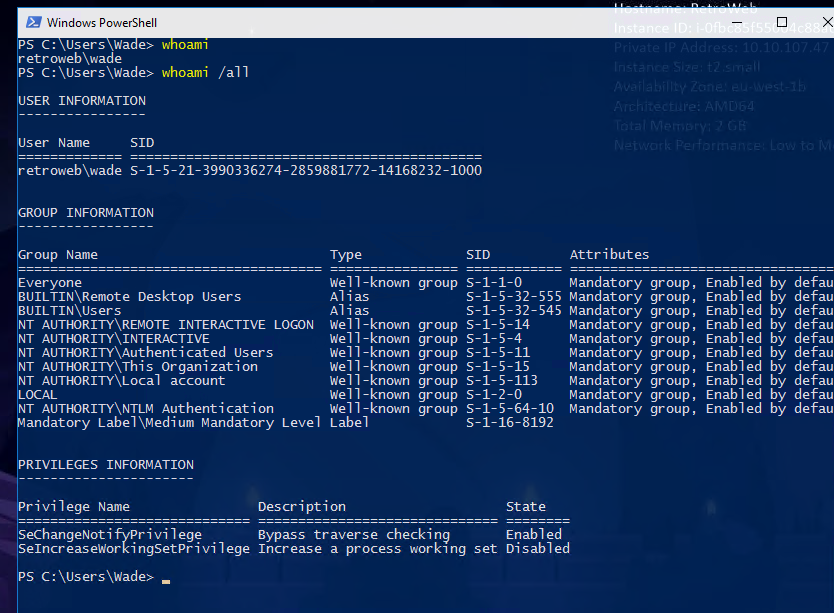 Hostname: RetroWeb
Windows PowerShell
Instance ID:
Private IP Address: 10.10.107.47
Instance Size: t2.small
Availability Zone: eu-west-1b
Architecture: AMD64
Total Memory: 2 GB
Network Performance: Low to
PS C:\Users\Wade> whoami
retroweb\wade
PS C:\Users\Wade> whoami /all
USER INFORMATION
----------------
User Name     SID
============= ============================================
retroweb\wade S-1-5-21-3990336274-2859881772-14168232-1000
GROUP INFORMATION
-----------------
Group Name                             Type             SID          Attributes
====================================== ================ ============ =================================
Everyone                               Well-known group S-1-1-0      Mandatory group, Enabled by defau
BUILTIN\Remote Desktop Users           Alias            S-1-5-32-555 Mandatory group, Enabled by defau
BUILTIN\Users                          Alias            S-1-5-32-545 Mandatory group, Enabled by defau
NT AUTHORITY\REMOTE INTERACTIVE LOGON  Well-known group S-1-5-14     Mandatory group, Enabled by defau
NT AUTHORITY\INTERACTIVE               Well-known group S-1-5-4      Mandatory group, Enabled by defau
NT AUTHORITY\Authenticated Users       Well-known group S-1-5-11     Mandatory group, Enabled by defau
NT AUTHORITY\This Organization         Well-known group S-1-5-15     Mandatory group, Enabled by defau
NT AUTHORITY\Local account             Well-known group S-1-5-113    Mandatory group, Enabled by defau
LOCAL                                  Well-known group S-1-2-0      Mandatory group, Enabled by defau
NT AUTHORITY\NTLM Authentication       Well-known group S-1-5-64-10  Mandatory group, Enabled by defau
Mandatory Label\Medium Mandatory Level Label            S-1-16-8192
PRIVILEGES INFORMATION
----------------------
Privilege Name                Description                    State
============================= ============================== ========
SeChangeNotifyPrivilege       Bypass traverse checking       Enabled
SeIncreaseWorkingSetPrivilege Increase a process working set Disabled
PS C:\Users\Wade>